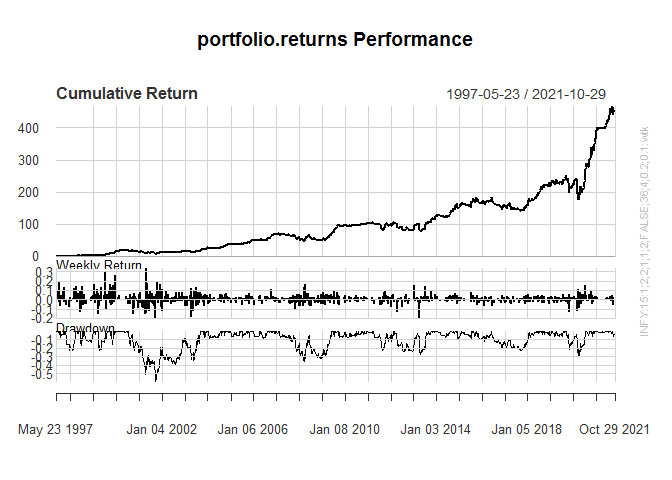 portfolio.returns Performance
Cumulative Return 1997-05-23 / 2021-10-29
400
300
200
100
0
Weekly Return
0.3
0.2
0.1
0.0
-0.2
Drawdown
-0.1
-0.2
-0.3
-0.4
-0.5
May 23 1997 Jan 04 2002 Jan 06 2006 Jan 08 2010 Jan 03 2014 Jan 05 2018 Oct 29 2021
INFY:15:1;2;2;1;1;2;FALSE;36;4;0.2;0.1:wtk